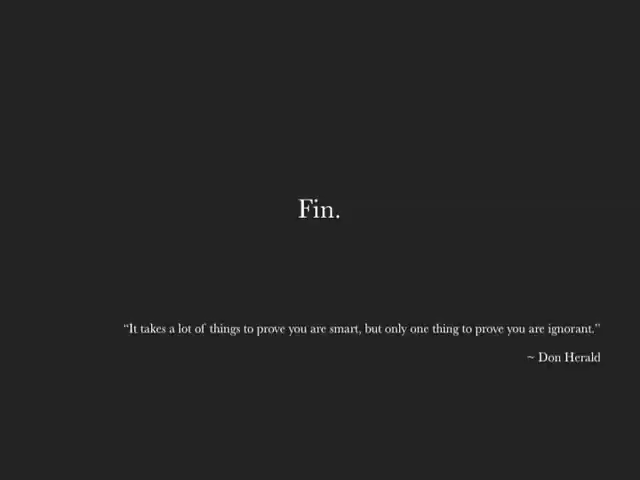 Fin.
“It takes a lot of things to prove you are smart, but only one thing to prove you are ignorant.”
~ Don Herald